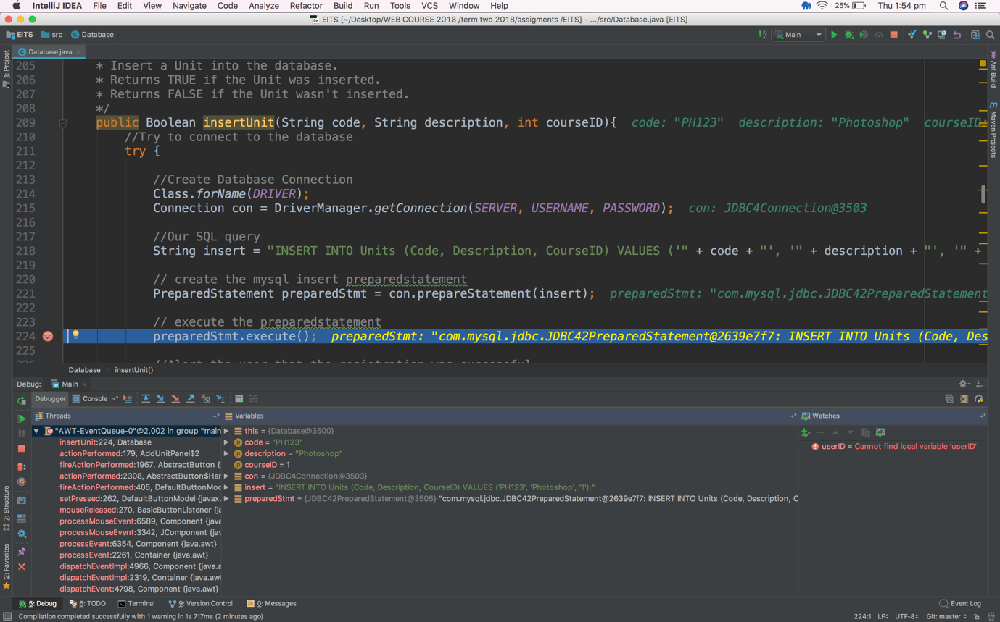 IntelliJ IDEA File Edit View Navigate Code Analyze Refactor Build Run Tools VCS Window Help 25% Thu 1:54 pm
EITS [~/Desktop/WEB COURSE 2018 /term two 2018/assigments /EITS] - .../src/Database.java [EITS]
EITS src Database Main
Database.java
1: Project
Ant Build
Maven Projects
205 * Insert a Unit into the database.
206 * Returns TRUE if the Unit was inserted.
207 * Returns FALSE if the Unit wasn't inserted.
208 */
209 public Boolean insertUnit(String code, String description, int courseID){ code: "PH123" description: "Photoshop" courseID:
210 //Try to connect to the database
211 try {
212
213 //Create Database Connection
214 Class.forName(DRIVER);
215 Connection con = DriverManager.getConnection(SERVER, USERNAME, PASSWORD); con: JDBC4Connection@3503
216
217 //Our SQL query
218 String insert = "INSERT INTO Units (Code, Description, CourseID) VALUES ('" + code + "', '" + description + "', '" +
219
220 // create the mysql insert preparedstatement
221 PreparedStatement preparedStmt = con.prepareStatement(insert); preparedStmt: "com.mysql.jdbc.JDBC42PreparedStatement
222
223 // execute the preparedstatement
224 preparedStmt.execute(); preparedStmt: "com.mysql.jdbc.JDBC42PreparedStatement@2639e7f7: INSERT INTO Units (Code, Des
225
226 //Alert the user that the registration was successful
Database insertUnit()
Debug: Main
Debugger Console
Threads Variables Watches
"AWT-EventQueue-0"@2,002 in group "main
insertUnit:224, Database
actionPerformed:179, AddUnitPanel$2
fireActionPerformed:1967, AbstractButton {
actionPerformed:2308, AbstractButton$Har
fireActionPerformed:405, DefaultButtonMod
setPressed:262, DefaultButtonModel {javax.
mouseReleased:270, BasicButtonListener {ja
processMouseEvent:6589, Component {java
processMouseEvent:3342, JComponent {java
processEvent:6354, Component {java.awt}
processEvent:2261, Container {java.awt}
dispatchEventImpl:4966, Component {java.a
dispatchEventImpl:2319, Container {java.awt
dispatchEvent:4798, Component {java.awt}
this = {Database@3500}
code = "PH123"
description = "Photoshop"
courseID = 1
con = {JDBC4Connection@3503}
insert = "INSERT INTO Units (Code, Description, CourseID) VALUES ('PH123', 'Photoshop', '1');"
preparedStmt = {JDBC42PreparedStatement@3505} "com.mysql.jdbc.JDBC42PreparedStatement@2639e7f7: INSERT INTO Units (Code, Description, C
userID = Cannot find local variable 'userID'
7: Structure
2: Favorites
5: Debug 6: TODO Terminal 9: Version Control 0: Messages Event Log
Compilation completed successfully with 1 warning in 1s 717ms (2 minutes ago) 224:1 LF UTF-8 Git: master